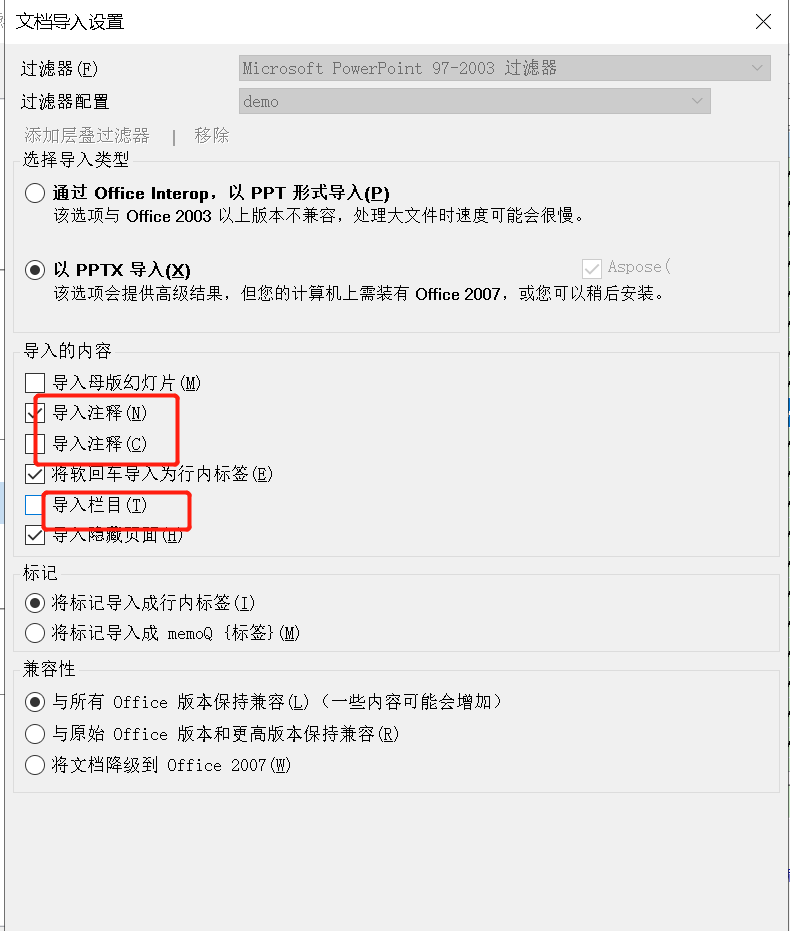 文档导入设置
过滤器(F) Microsoft PowerPoint 97-2003 过滤器
过滤器配置 demo
添加层叠过滤器 | 移除
选择导入类型
通过 Office Interop，以 PPT 形式导入(P)
该选项与 Office 2003 以上版本不兼容，处理大文件时速度可能会很慢。
以 PPTX 导入(X) Aspose(
该选项会提供高级结果，但您的计算机上需装有 Office 2007，或您可以稍后安装。
导入的内容
导入母版幻灯片(M)
导入注释(N)
导入注释(C)
将软回车导入为行内标签(E)
导入栏目(T)
导入隐藏页面(H)
标记
将标记导入成行内标签(I)
将标记导入成 memoQ {标签}(M)
兼容性
与所有 Office 版本保持兼容(L)（一些内容可能会增加）
与原始 Office 版本和更高版本保持兼容(R)
将文档降级到 Office 2007(W)